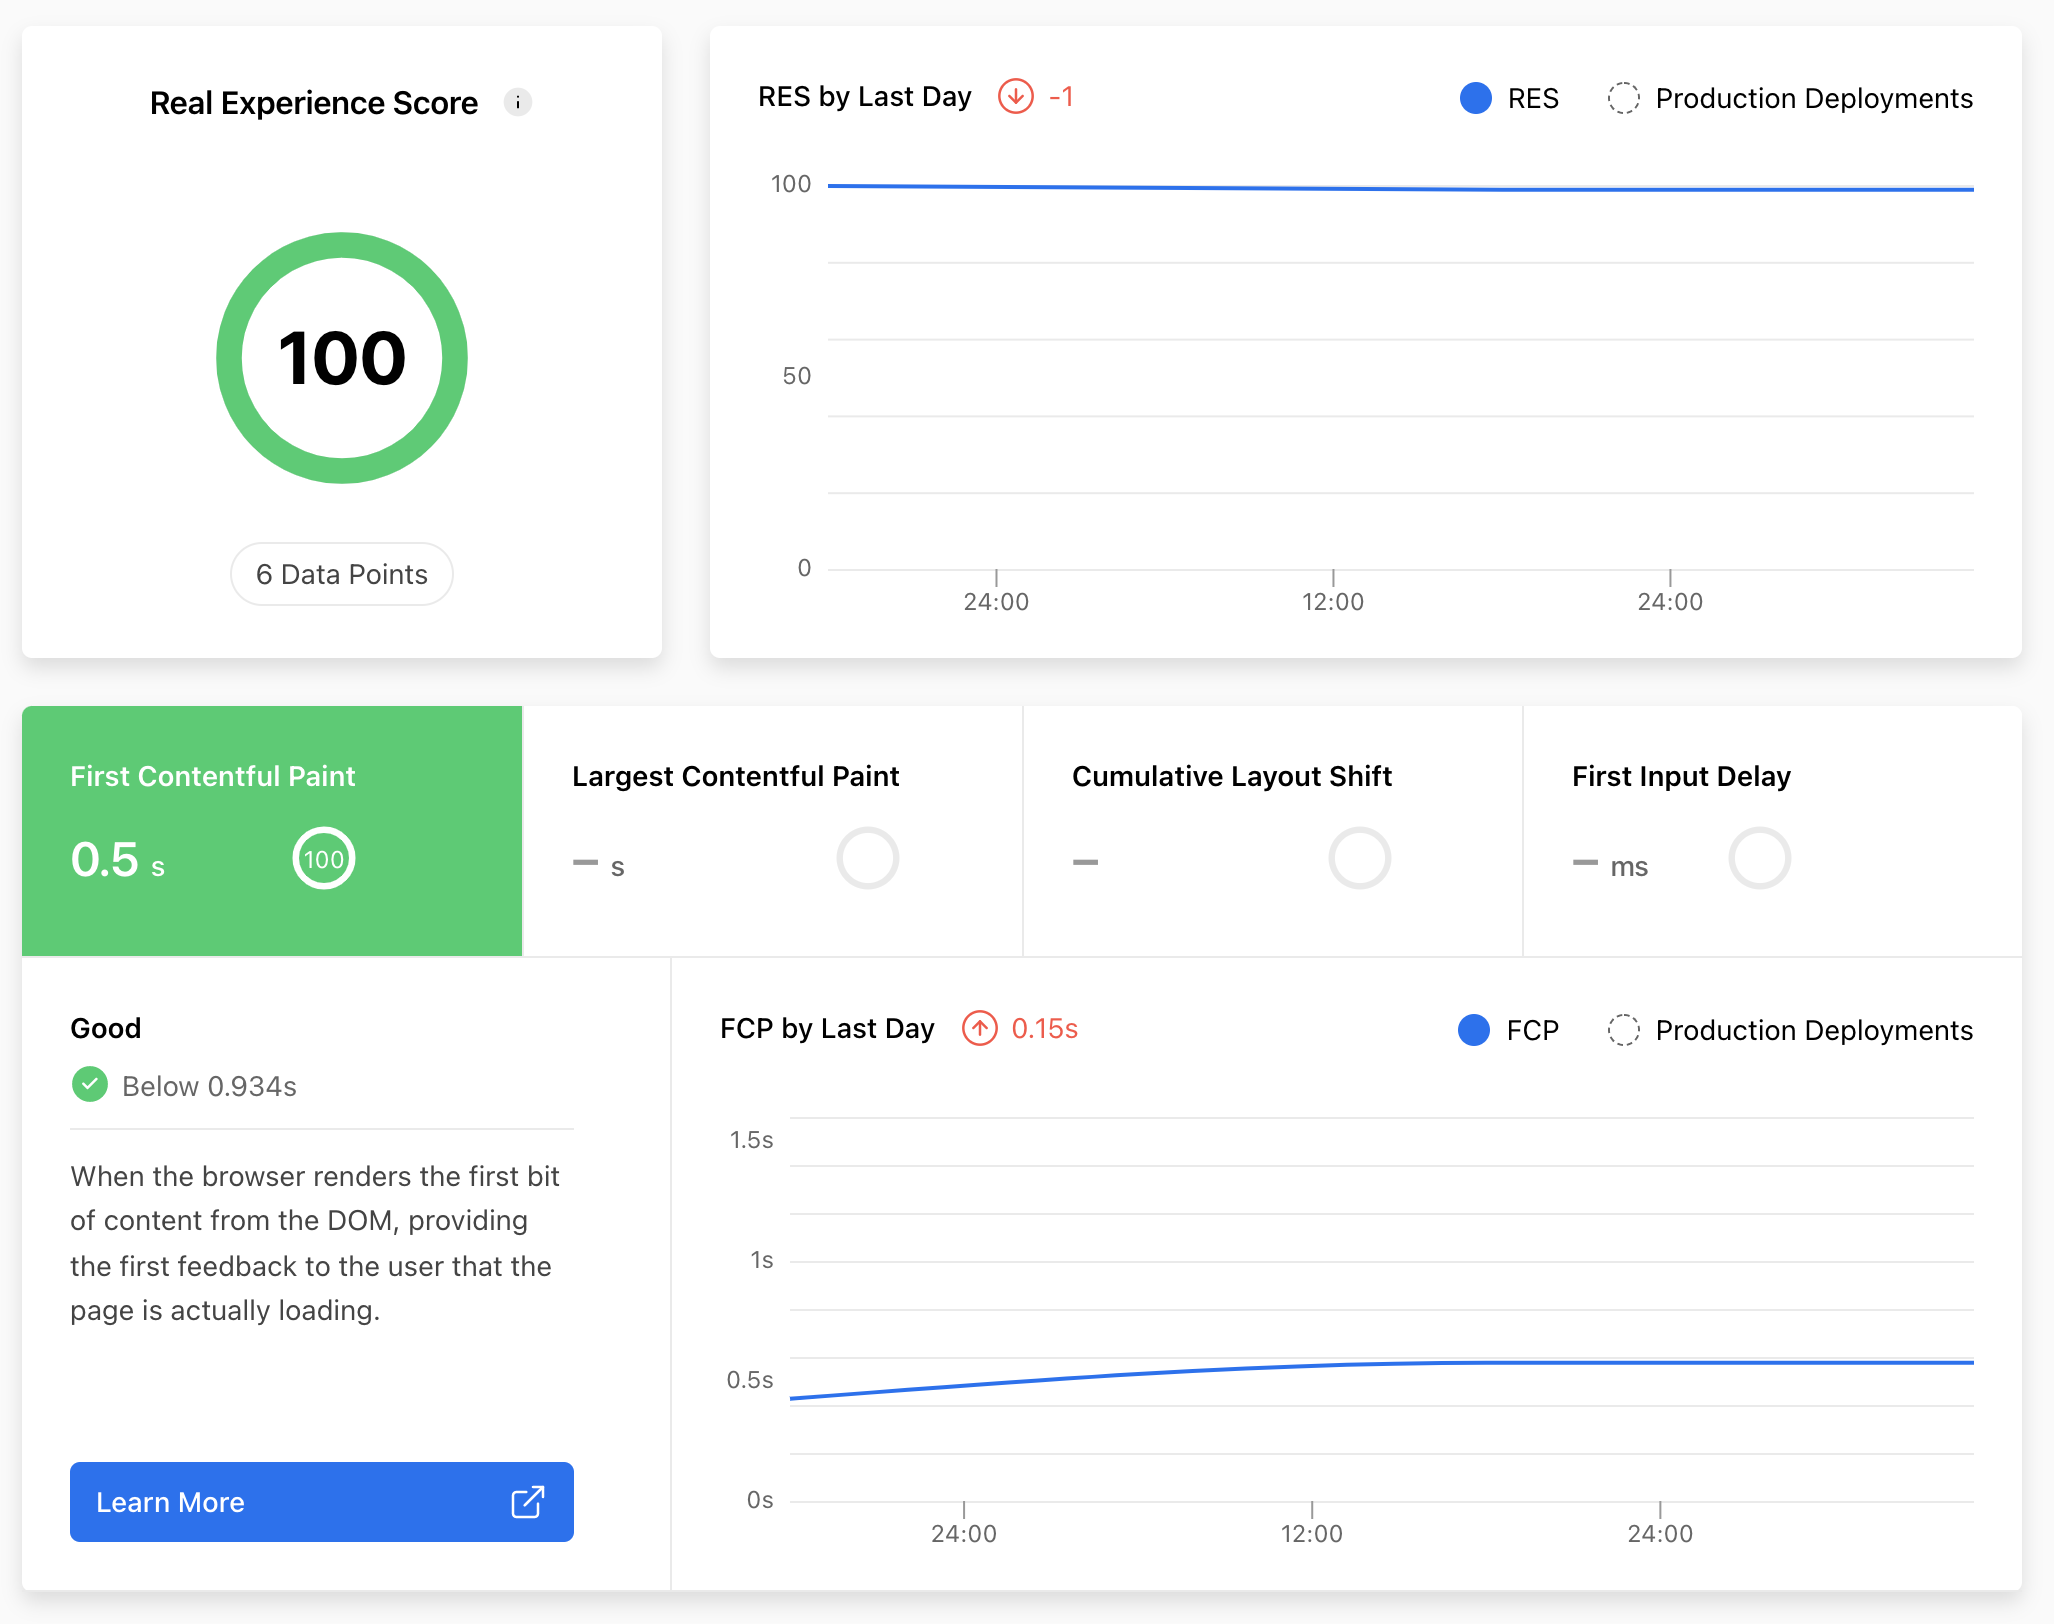 Real Experience Score
100
6 Data Points
RES by Last Day -1
RES Production Deployments
100
50
0
24:00 12:00 24:00
First Contentful Paint
0.5 s 100
Largest Contentful Paint
– s
Cumulative Layout Shift
–
First Input Delay
– ms
Good
Below 0.934s
When the browser renders the first bit
of content from the DOM, providing
the first feedback to the user that the
page is actually loading.
Learn More
FCP by Last Day 0.15s
FCP Production Deployments
1.5s
1s
0.5s
0s
24:00 12:00 24:00